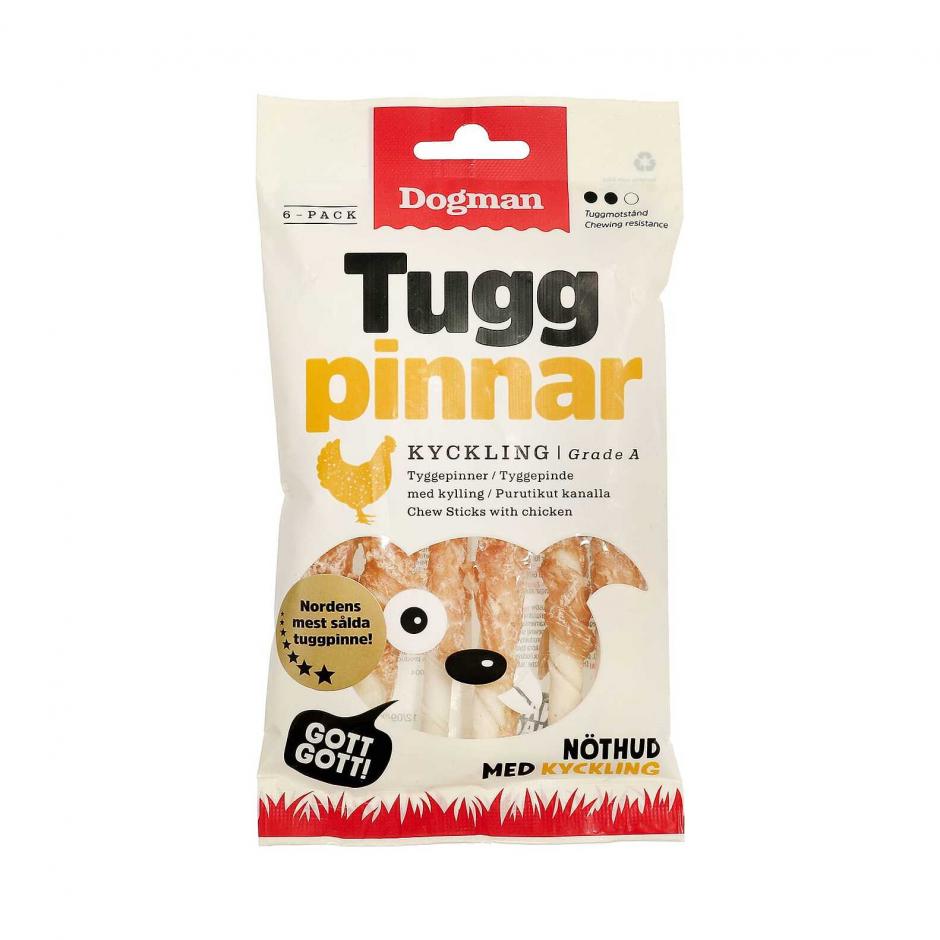 Dogman
6-PACK
Tuggmotstånd
Chewing resistance
Tugg
pinnar
KYCKLING | Grade A
Tyggepinner / Tyggepinde
med kylling / Purutikut kanalla
Chew Sticks with chicken
Nordens
mest sålda
tuggpinne!
GOTT
GOTT!
NÖTHUD
MED KYCKLING